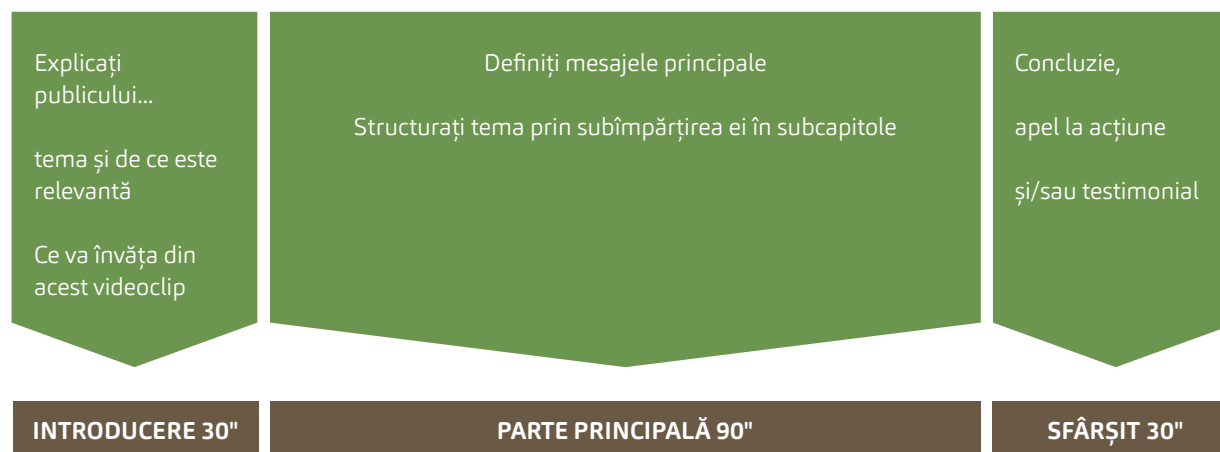 Explicați
publicului...
tema și de ce este
relevantă
Ce va învăța din
acest videoclip
Definiți mesajele principale
Structurați tema prin subîmpărțirea ei în subcapitole
Concluzie,
apel la acțiune
și/sau testimonial
INTRODUCERE 30"
PARTE PRINCIPALĂ 90"
SFÂRȘIT 30"